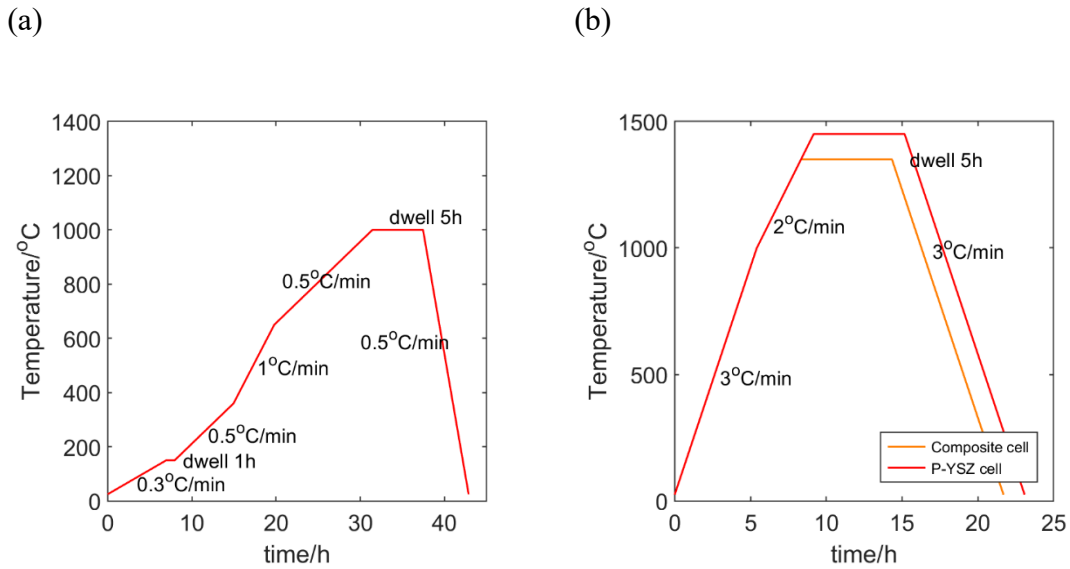 (a)
1400
1200
1000
800
600
400
200
0
Temperature/°C
0
10
20
30
40
time/h
0.3°C/min
dwell 1h
0.5°C/min
1°C/min
0.5°C/min
dwell 5h
0.5°C/min
(b)
1500
1000
500
0
Temperature/°C
0
5
10
15
20
25
time/h
3°C/min
2°C/min
dwell 5h
3°C/min
Composite cell
P-YSZ cell